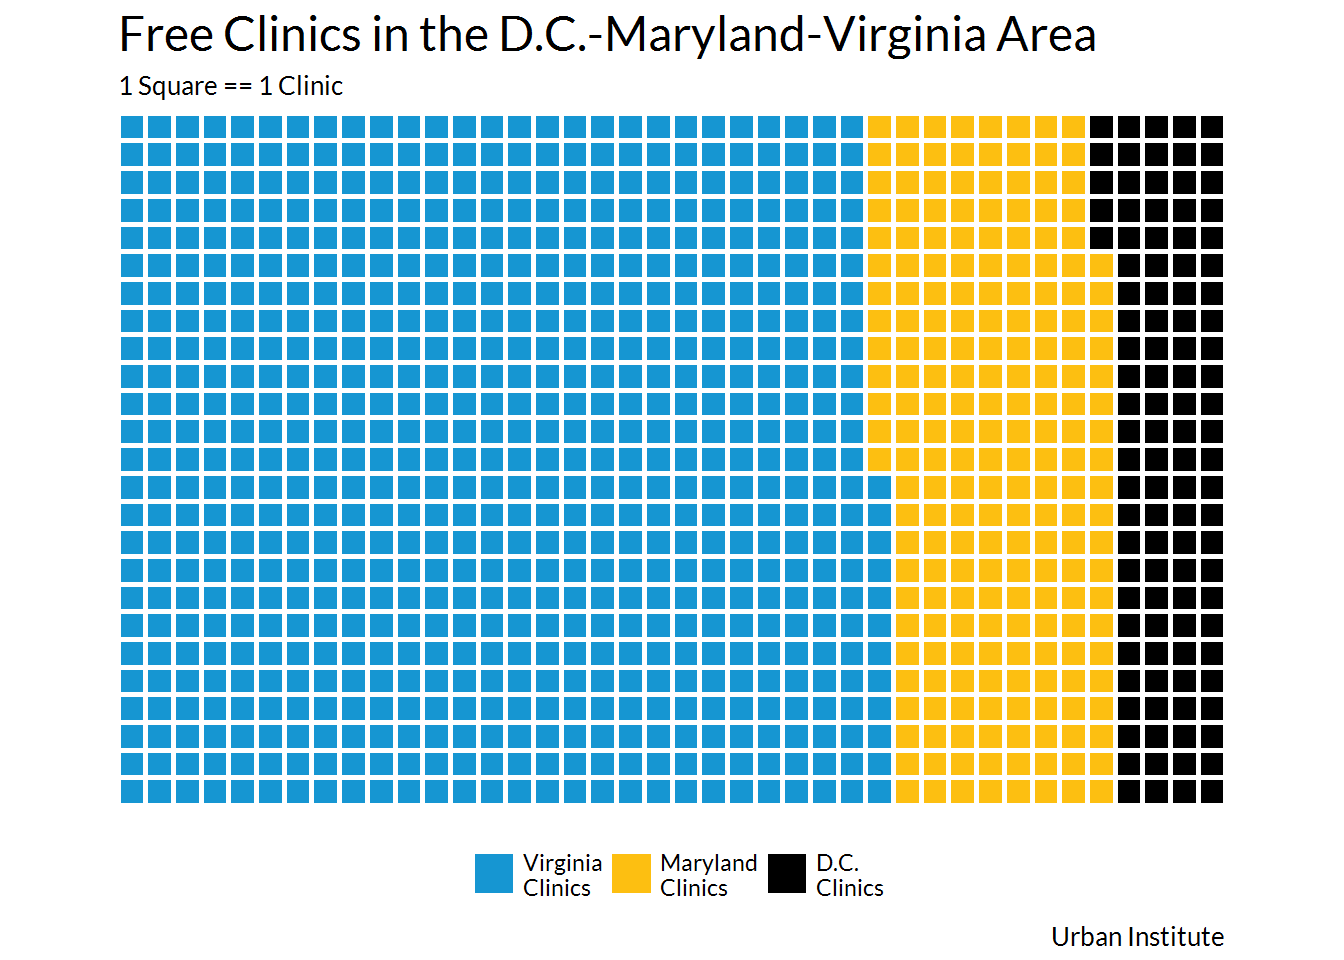 Free Clinics in the D.C.-Maryland-Virginia Area
1 Square == 1 Clinic
Virginia
Clinics
Maryland
Clinics
D.C.
Clinics
Urban Institute